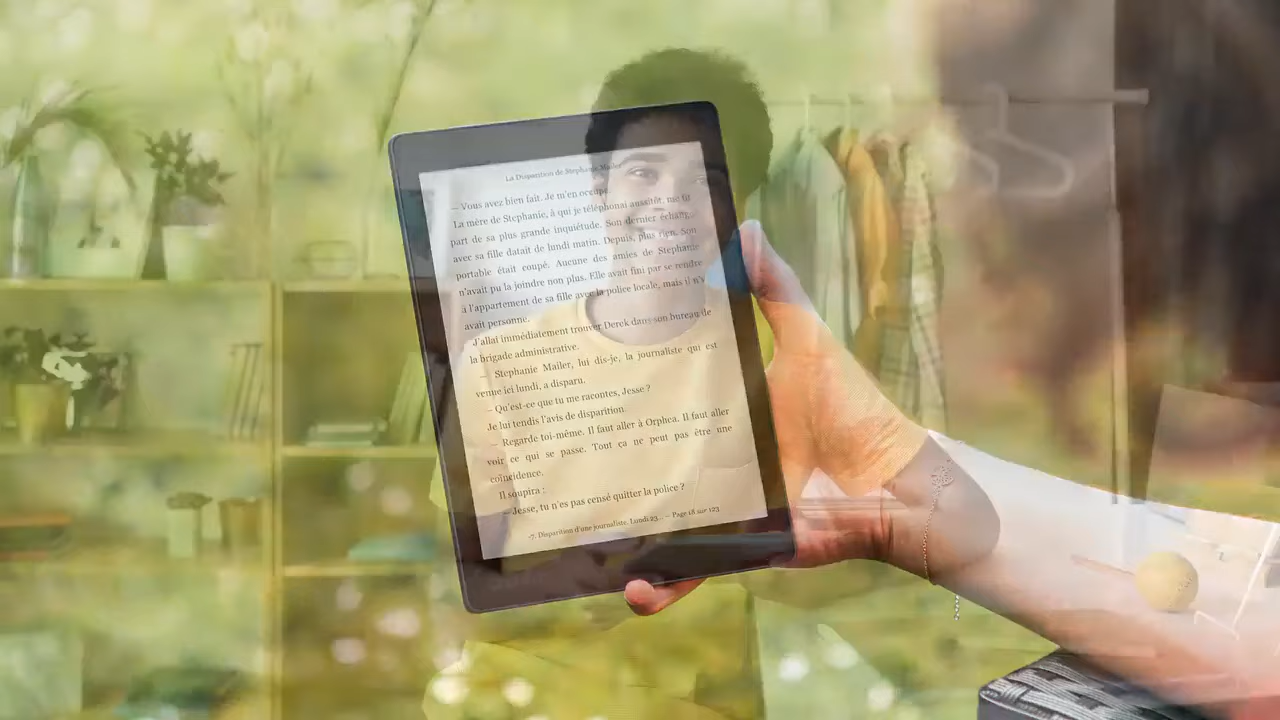 La Disparition de Stephanie Mailer
– Vous avez bien fait. Je m'en occupe.
La mère de Stephanie, à qui je téléphonai aussitôt, me fit
part de sa plus grande inquiétude. Son dernier échange
avec sa fille datait de lundi matin. Depuis, plus rien. Son
portable était coupé. Aucune des amies de Stephanie
n'avait pu la joindre non plus. Elle avait fini par se rendre
à l'appartement de sa fille avec la police locale, mais il n'y
avait personne.
J'allai immédiatement trouver Derek dans son bureau de
la brigade administrative.
– Stephanie Mailer, lui dis-je, la journaliste qui est
venue ici lundi, a disparu.
– Qu'est-ce que tu me racontes, Jesse ?
Je lui tendis l'avis de disparition.
– Regarde toi-même. Il faut aller à Orphea. Il faut aller
voir ce qui se passe. Tout ça ne peut pas être une
coïncidence.
Il soupira :
– Jesse, tu n'es pas censé quitter la police ?
-7. Disparition d'une journaliste. Lundi 23... – Page 18 sur 123